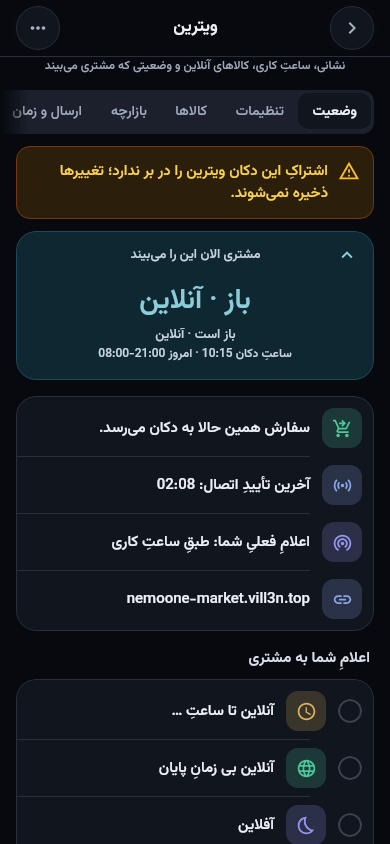 ویترین
نشانی، ساعتِ کاری، کالاهای آنلاین و وضعیتی که مشتری می‌بیند
وضعیت
تنظیمات
کالاها
بازارچه
ارسال و زمان
اشتراکِ این دکان ویترین را در بر ندارد؛ تغییرها
ذخیره نمی‌شوند.
مشتری الان این را می‌بیند
باز · آنلاین
باز است · آنلاین
ساعتِ دکان 10:15 · امروز 21:00-08:00
سفارش همین حالا به دکان می‌رسد.
آخرین تأییدِ اتصال: 02:08
اعلامِ فعلیِ شما: طبقِ ساعتِ کاری
nemoone-market.vill3n.top
اعلامِ شما به مشتری
آنلاین تا ساعتِ ...
آنلاین بی زمانِ پایان
آفلاین